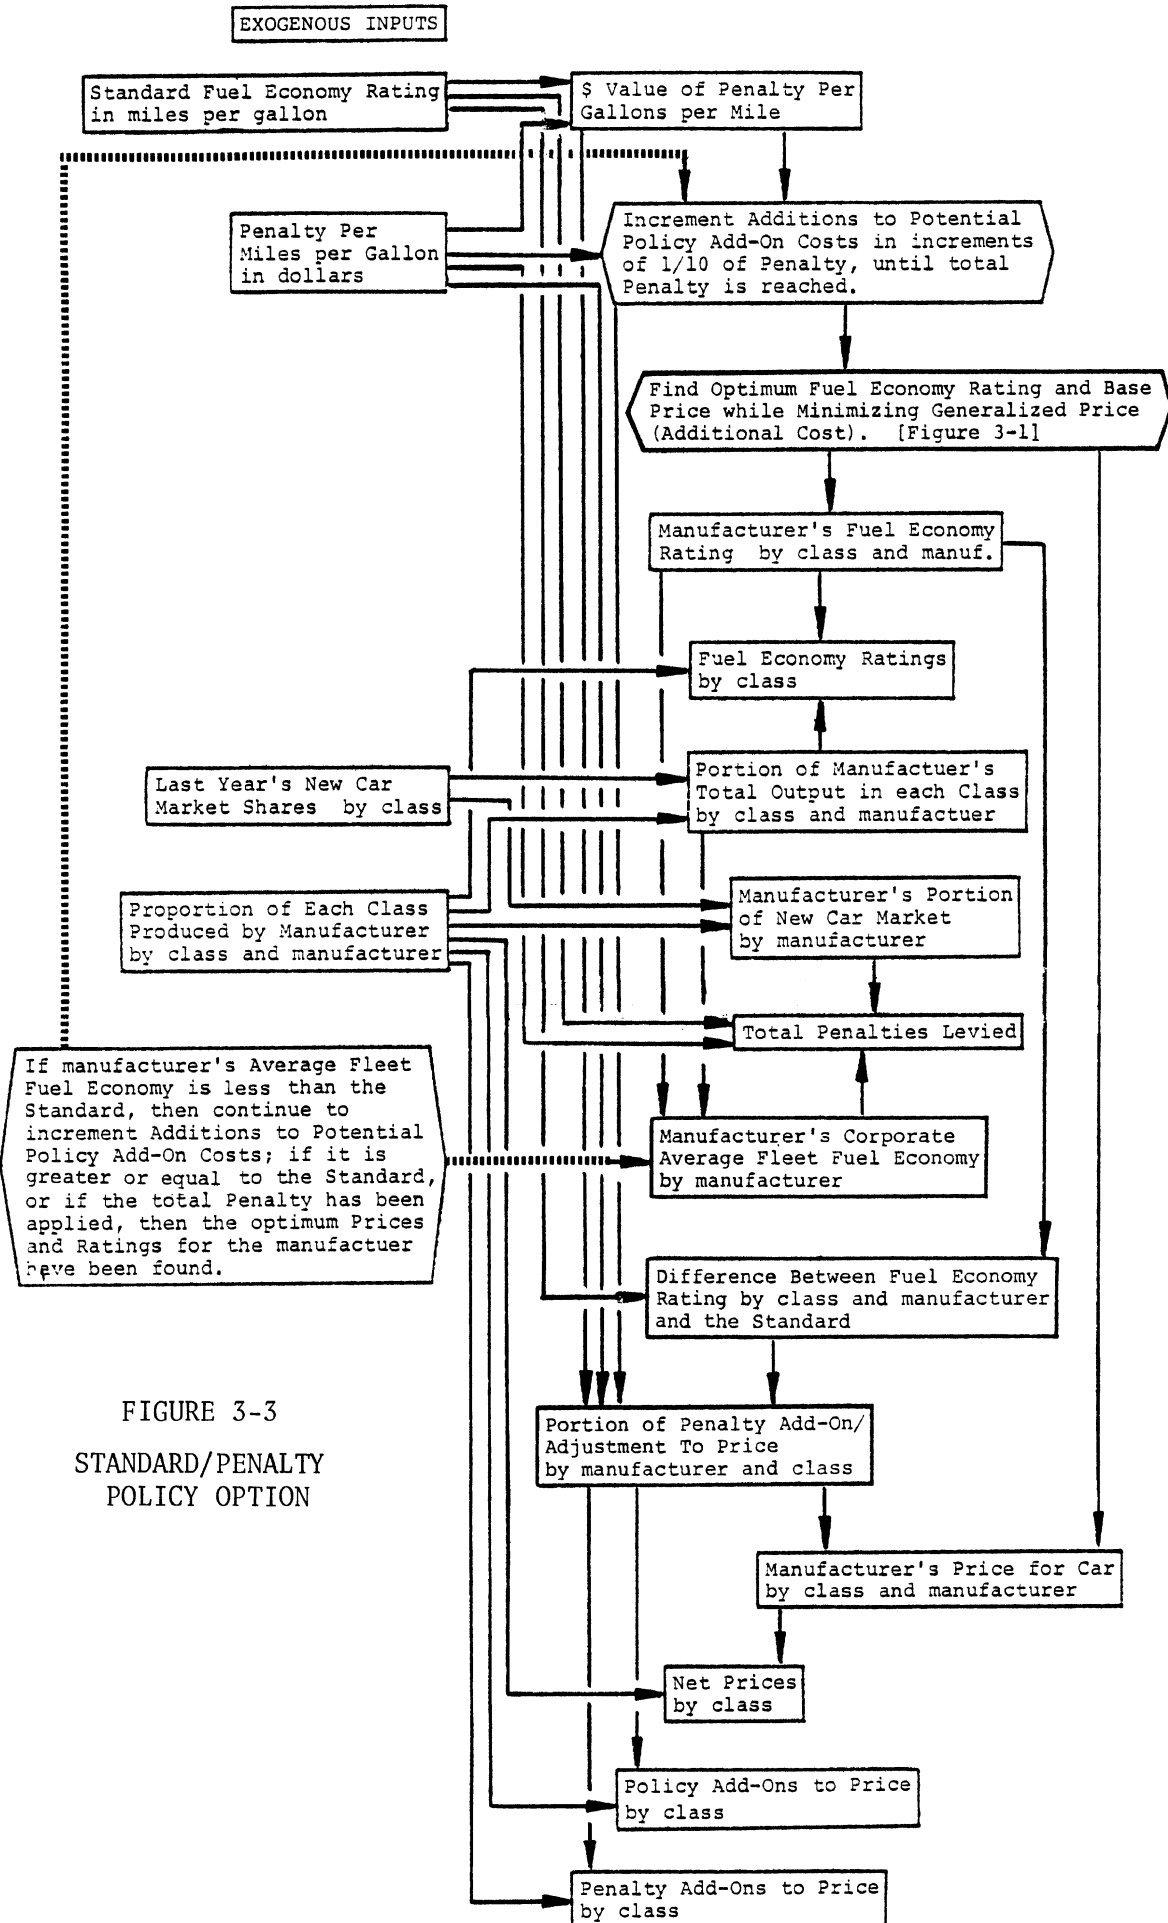 EXOGENOUS INPUTS
Standard Fuel Economy Rating
in miles per gallon
$ Value of Penalty Per
Gallons per Mile
Penalty Per
Miles per Gallon
in dollars
Increment Additions to Potential
Policy Add-On Costs in increments
of 1/10 of Penalty, until total
Penalty is reached.
Find Optimum Fuel Economy Rating and Base
Price while Minimizing Generalized Price
(Additional Cost). [Figure 3-1]
Manufacturer's Fuel Economy
Rating by class and manuf.
Fuel Economy Ratings
by class
Last Year's New Car
Market Shares by class
Portion of Manufactuer's
Total Output in each Class
by class and manufactuer
Proportion of Each Class
Produced by Manufacturer
by class and manufacturer
Manufacturer's Portion
of New Car Market
by manufacturer
Total Penalties Levied
If manufacturer's Average Fleet
Fuel Economy is less than the
Standard, then continue to
increment Additions to Potential
Policy Add-On Costs; if it is
greater or equal to the Standard,
or if the total Penalty has been
applied, then the optimum Prices
and Ratings for the manufactuer
have been found.
Manufacturer's Corporate
Average Fleet Fuel Economy
by manufacturer
Difference Between Fuel Economy
Rating by class and manufacturer
and the Standard
FIGURE 3-3
STANDARD/PENALTY
POLICY OPTION
Portion of Penalty Add-On/
Adjustment To Price
by manufacturer and class
Manufacturer's Price for Car
by class and manufacturer
Net Prices
by class
Policy Add-Ons to Price
by class
Penalty Add-Ons to Price
by class